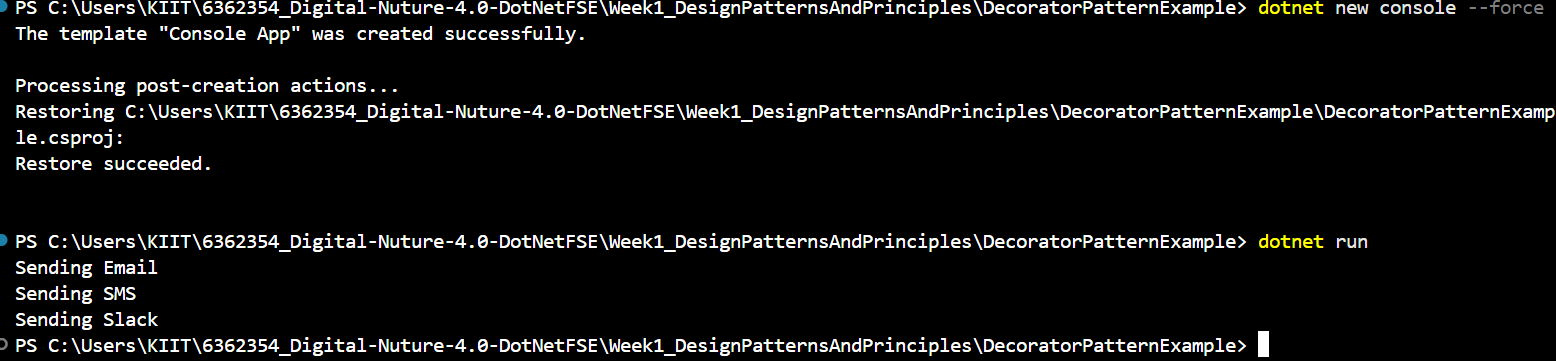 PS C:\Users\KIIT\6362354_Digital-Nuture-4.0-DotNetFSE\Week1_DesignPatternsAndPrinciples\DecoratorPatternExample> dotnet new console --force
The template "Console App" was created successfully.
Processing post-creation actions...
Restoring C:\Users\KIIT\6362354_Digital-Nuture-4.0-DotNetFSE\Week1_DesignPatternsAndPrinciples\DecoratorPatternExample\DecoratorPatternExamp
le.csproj:
Restore succeeded.
PS C:\Users\KIIT\6362354_Digital-Nuture-4.0-DotNetFSE\Week1_DesignPatternsAndPrinciples\DecoratorPatternExample> dotnet run
Sending Email
Sending SMS
Sending Slack
PS C:\Users\KIIT\6362354_Digital-Nuture-4.0-DotNetFSE\Week1_DesignPatternsAndPrinciples\DecoratorPatternExample>